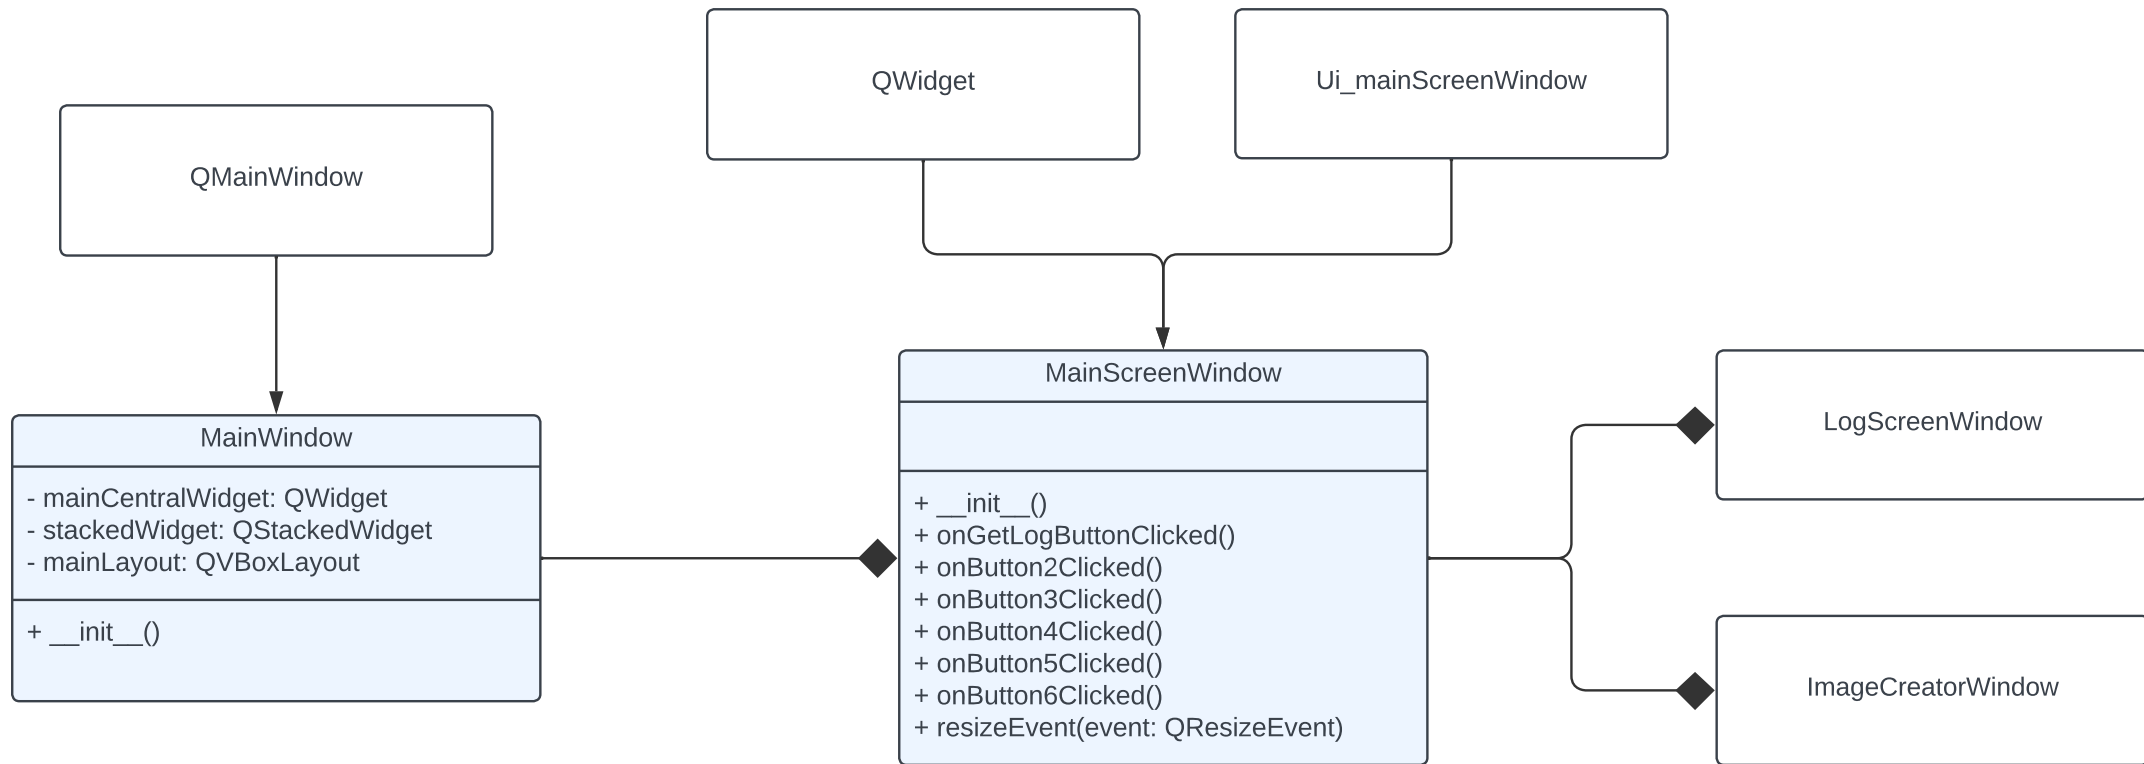 QWidget
Ui_mainScreenWindow
QMainWindow
MainWindow
- mainCentralWidget: QWidget
- stackedWidget: QStackedWidget
- mainLayout: QVBoxLayout
+ __init__()
MainScreenWindow
+ __init__()
+ onGetLogButtonClicked()
+ onButton2Clicked()
+ onButton3Clicked()
+ onButton4Clicked()
+ onButton5Clicked()
+ onButton6Clicked()
+ resizeEvent(event: QResizeEvent)
LogScreenWindow
ImageCreatorWindow